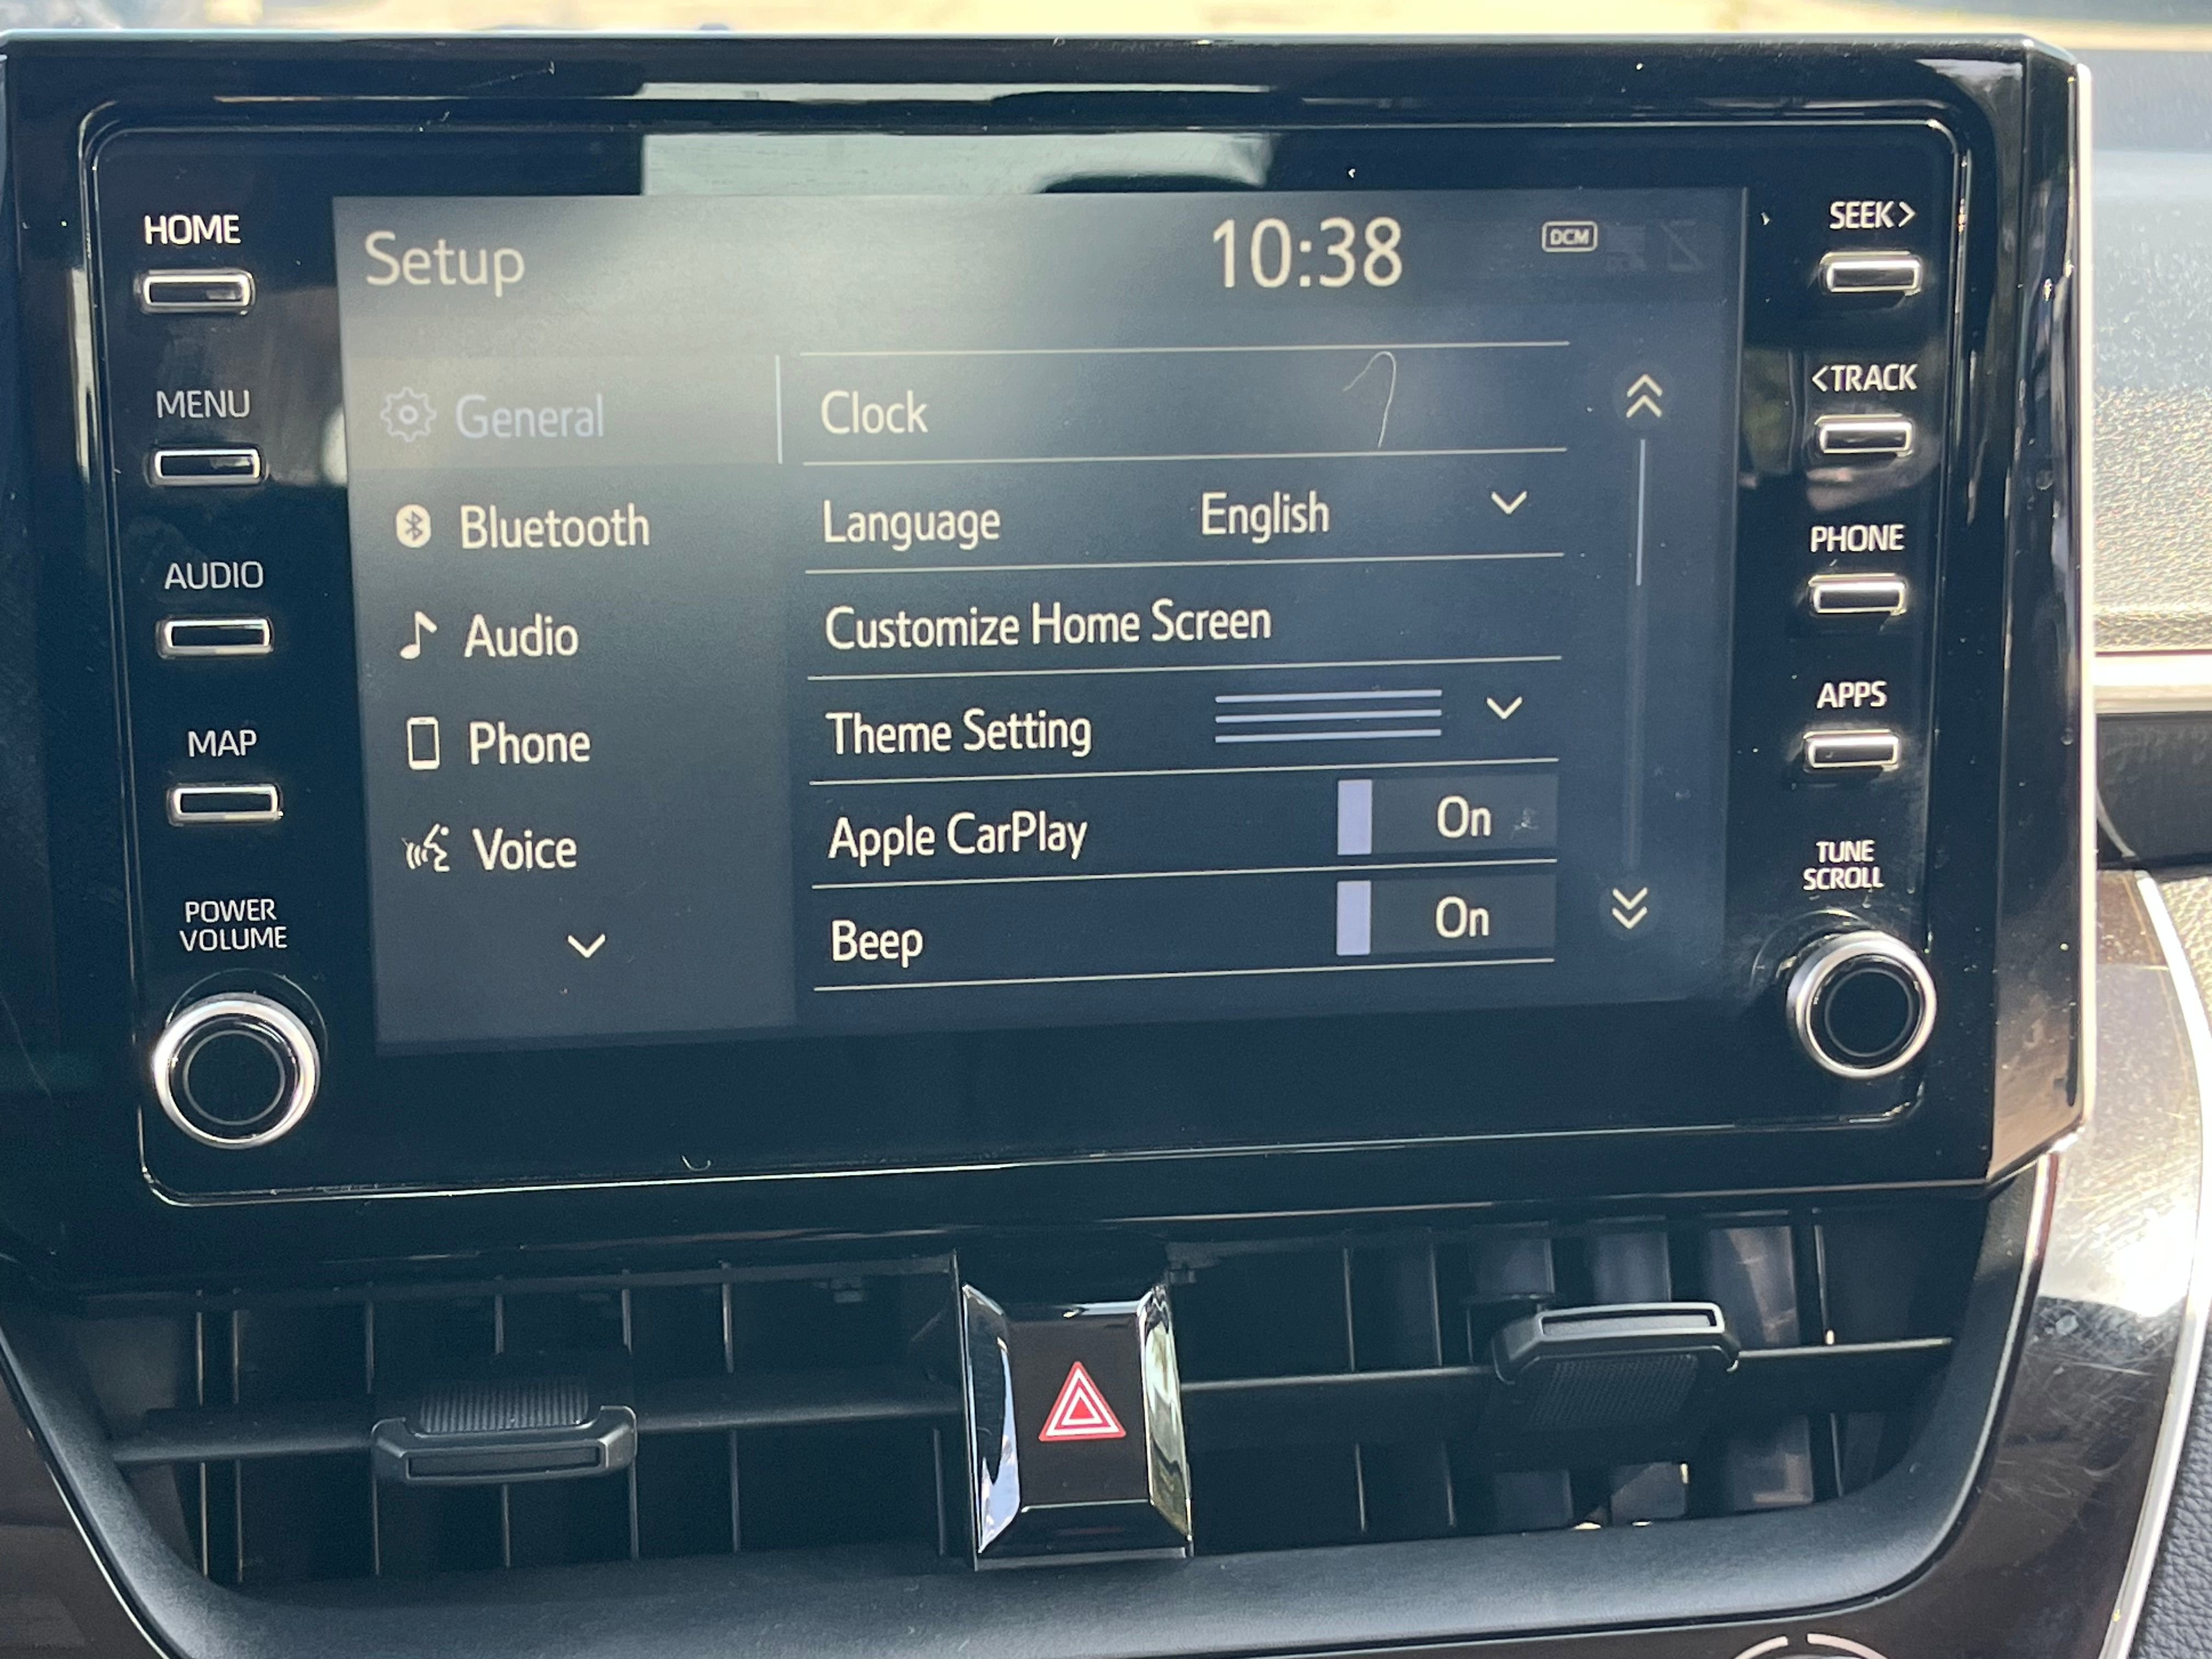 HOME
MENU
AUDIO
MAP
POWER
VOLUME
Setup
10:38
DCM
General
Bluetooth
Audio
Phone
Voice
Clock
Language English
Customize Home Screen
Theme Setting
Apple CarPlay On
Beep On
SEEK>
<TRACK
PHONE
APPS
TUNE
SCROLL